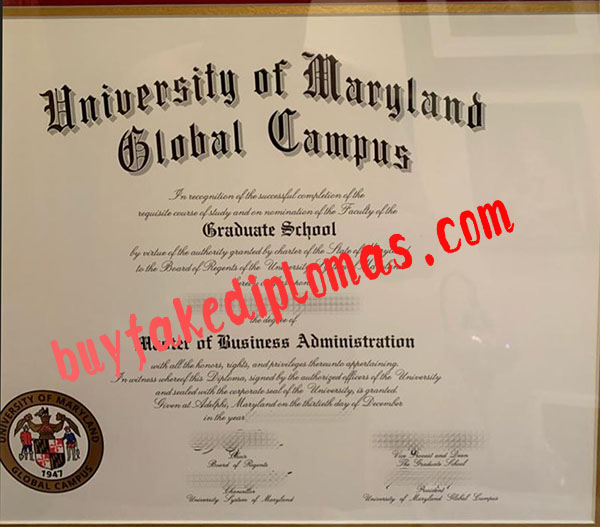 University of Maryland
Global Campus
In recognition of the successful completion of the
requisite course of study and on nomination of the Faculty of the
Graduate School
by virtue of the authority granted by charter of the State of Maryland
to the Board of Regents of the University
the degree of
Master of Business Administration
with all the honors, rights, and privileges thereunto appertaining.
In witness whereof this Diploma, signed by the authorized officers of the University
and sealed with the corporate seal of the University, is granted
Given at Adelphi, Maryland on the thirtieth day of December
in the year
Chair
Board of Regents
Vice Provost and Dean
The Graduate School
Chancellor
University System of Maryland
President
University of Maryland Global Campus
UNIVERSITY OF MARYLAND
GLOBAL CAMPUS
1947
buyfakediplomas.com